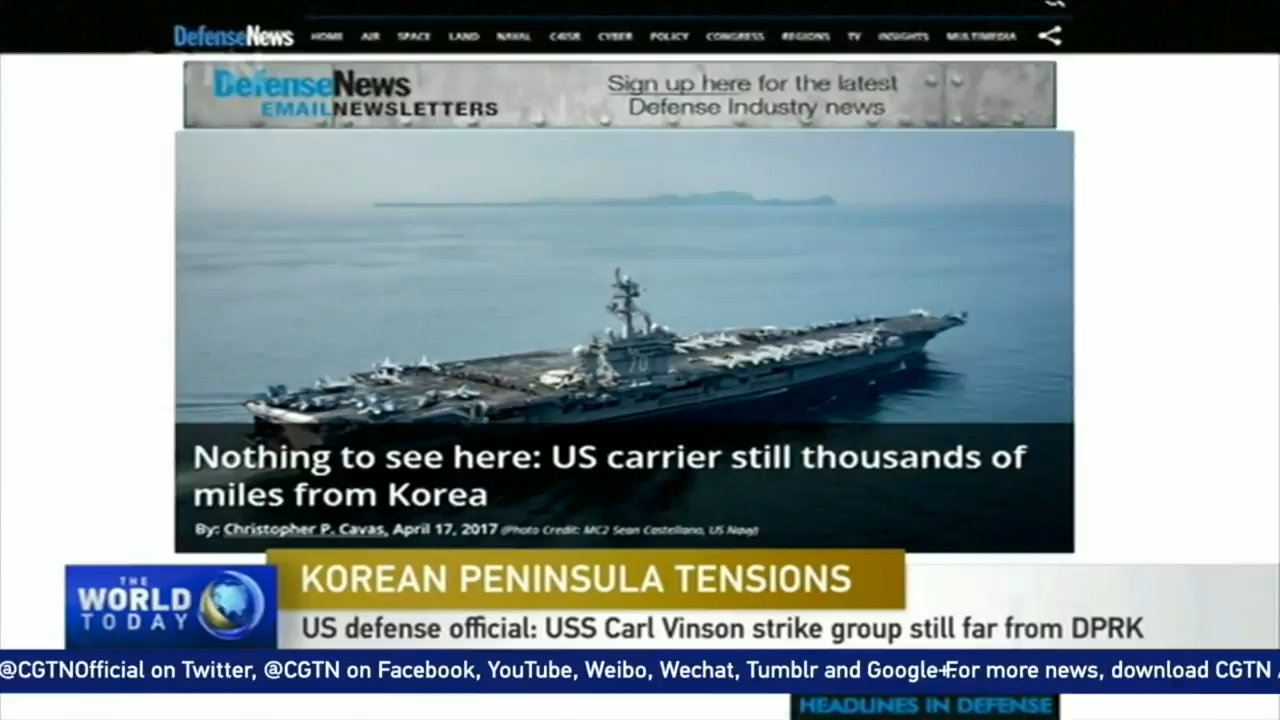 DefenseNews HOME AIR SPACE LAND NAVAL C4ISR CYBER POLICY CONGRESS REGIONS TV INSIGHTS MULTIMEDIA
DefenseNews
EMAIL NEWSLETTERS
Sign up here for the latest
Defense Industry news
70
Nothing to see here: US carrier still thousands of
miles from Korea
By: Christopher P. Cavas, April 17, 2017 (Photo Credit: MC2 Sean Castellano, US Navy)
THE
WORLD
TODAY
KOREAN PENINSULA TENSIONS
US defense official: USS Carl Vinson strike group still far from DPRK
@CGTNOfficial on Twitter, @CGTN on Facebook, YouTube, Weibo, Wechat, Tumblr and Google+For more news, download CGTN
HEADLINES IN DEFENSE